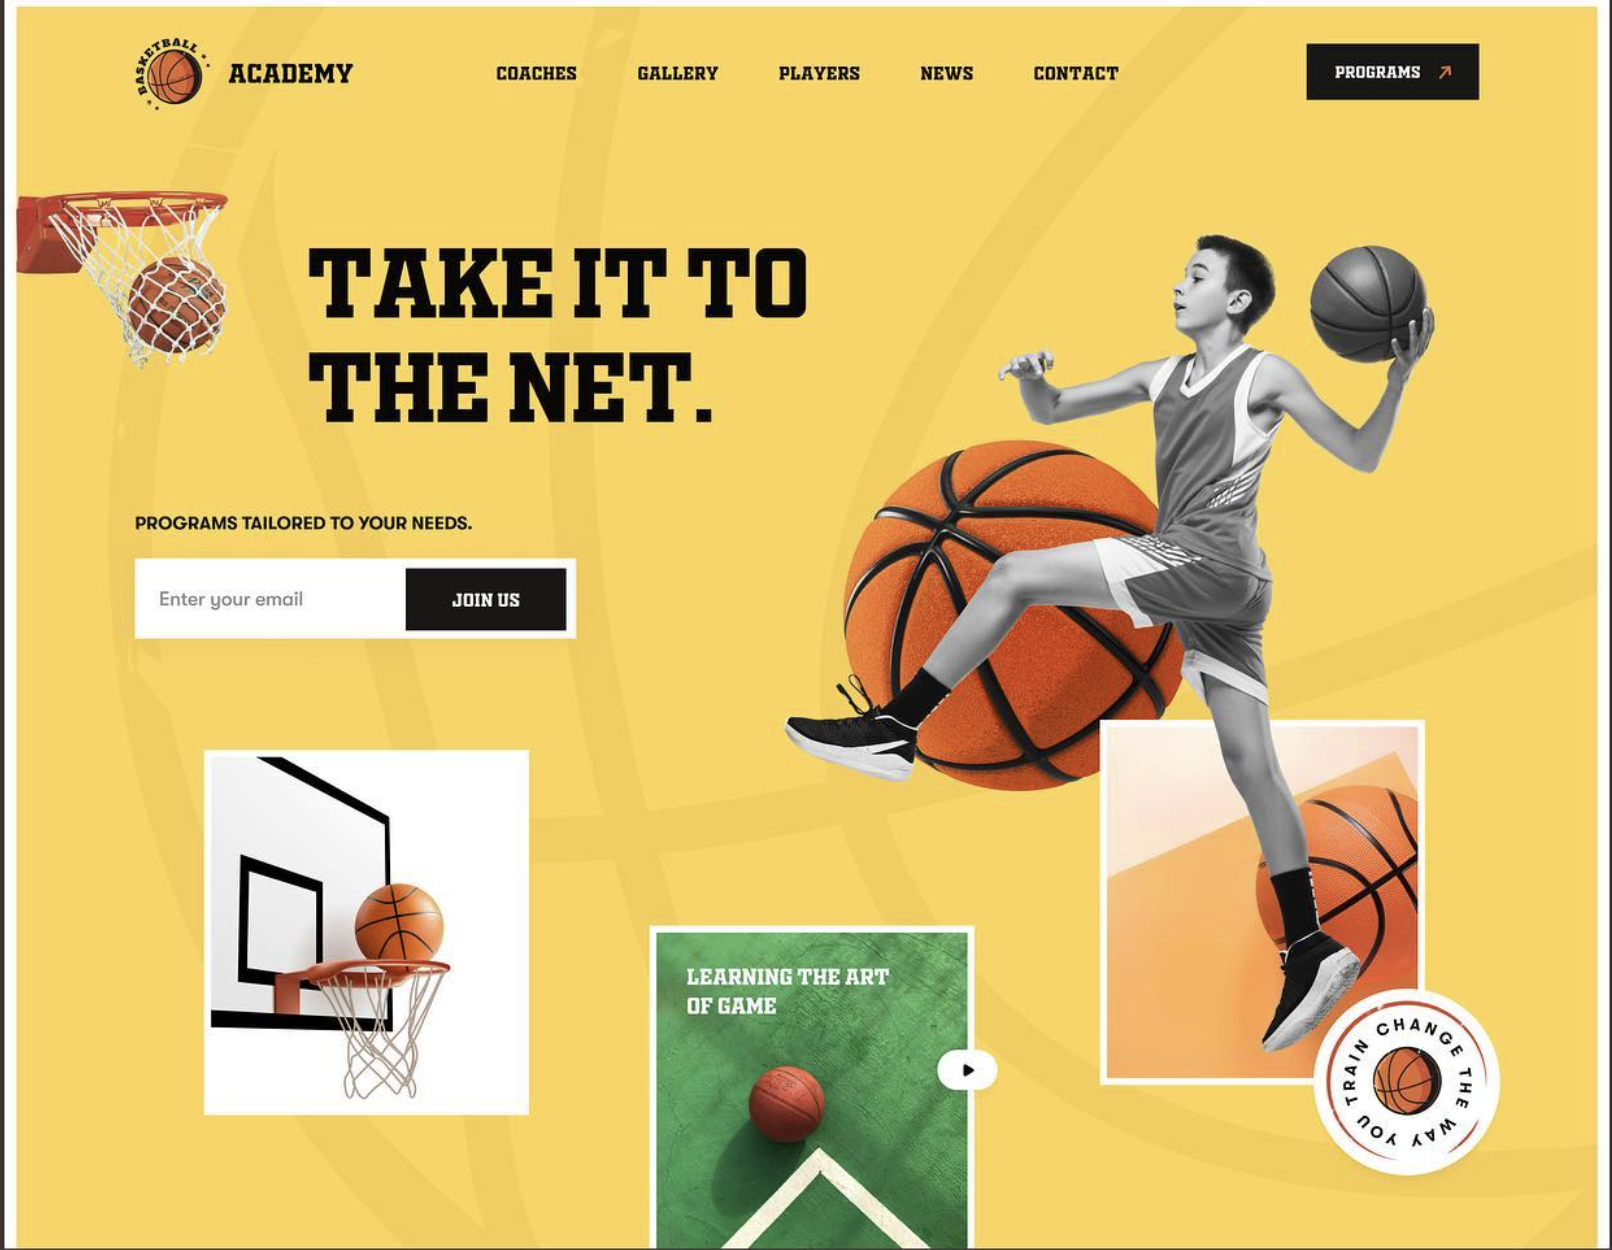 BASKETBALL
ACADEMY
COACHES
GALLERY
PLAYERS
NEWS
CONTACT
PROGRAMS
TAKE IT TO
THE NET.
PROGRAMS TAILORED TO YOUR NEEDS.
Enter your email
JOIN US
LEARNING THE ART
OF GAME
CHANGE THE WAY YOU TRAIN